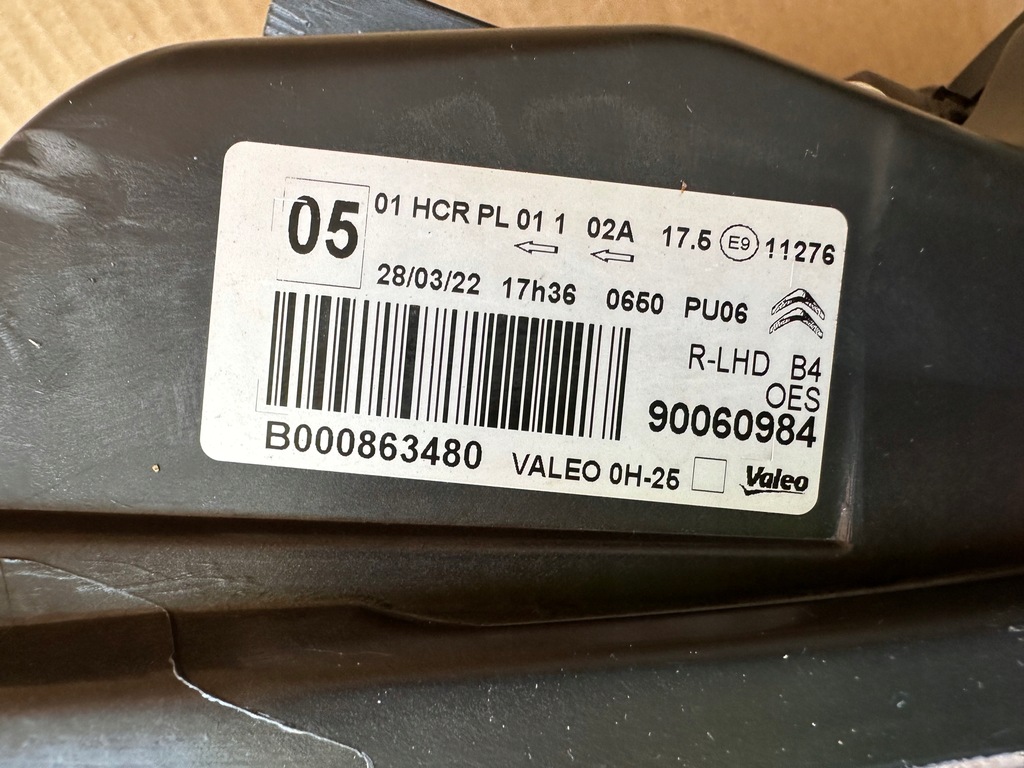 05
01 HCR PL 01 1 02A 17.5 E9 11276
28/03/22 17h36 0650 PU06
R-LHD B4
OES
90060984
B000863480
VALEO 0H-25
Valeo